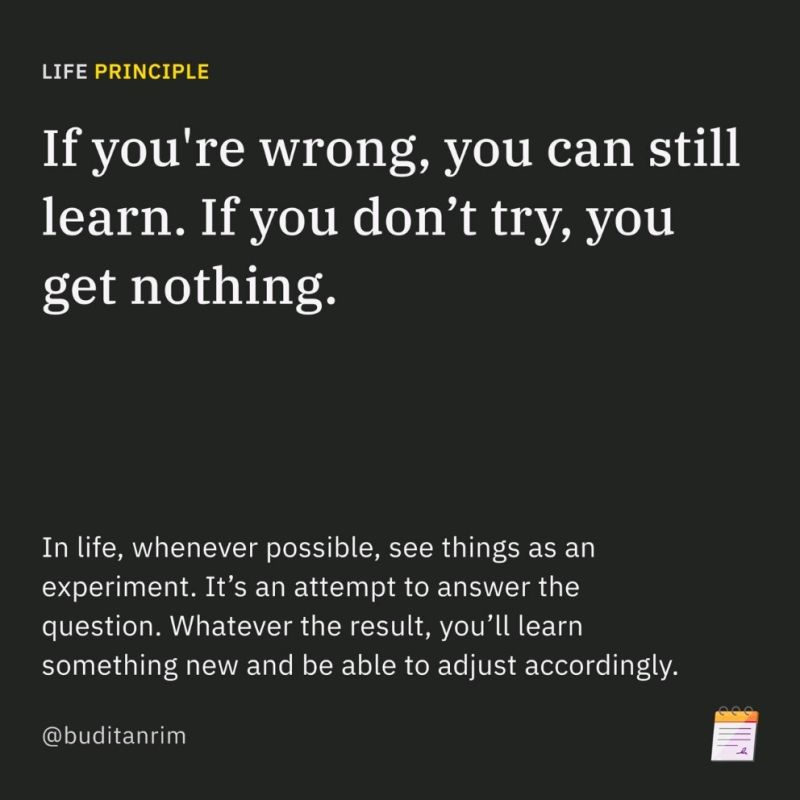 LIFE PRINCIPLE
If you're wrong, you can still
learn. If you don’t try, you
get nothing.
In life, whenever possible, see things as an
experiment. It’s an attempt to answer the
question. Whatever the result, you’ll learn
something new and be able to adjust accordingly.
@buditanrim